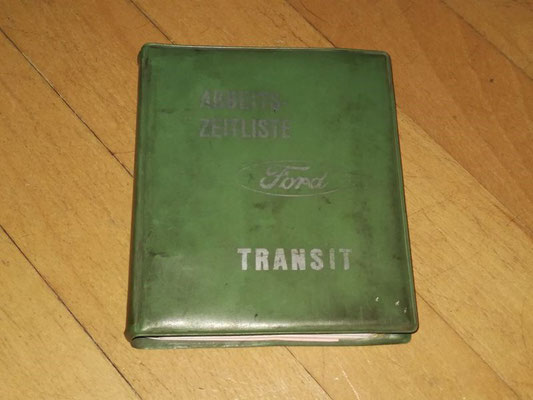 ARBEITS-
ZEITLISTE
Ford
TRANSIT